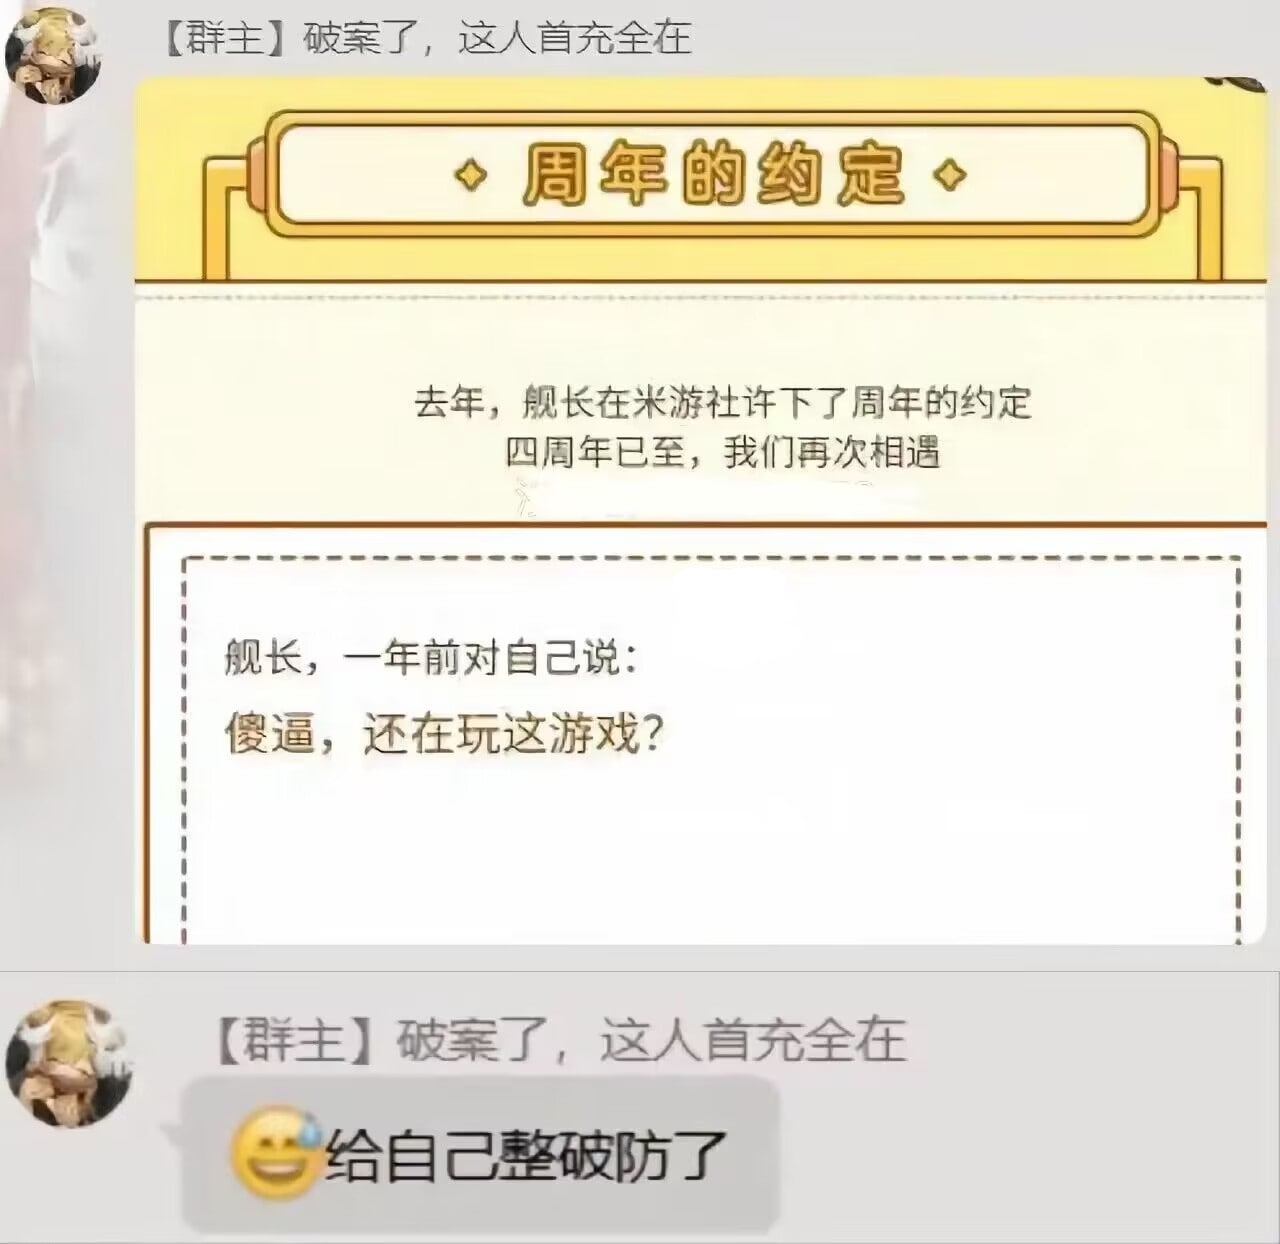 【群主】破案了，这人首充全在
周年的约定
去年，舰长在米游社许下了周年的约定
四周年已至，我们再次相遇
舰长，一年前对自己说：
傻逼，还在玩这游戏？
【群主】破案了，这人首充全在
😅给自己整破防了